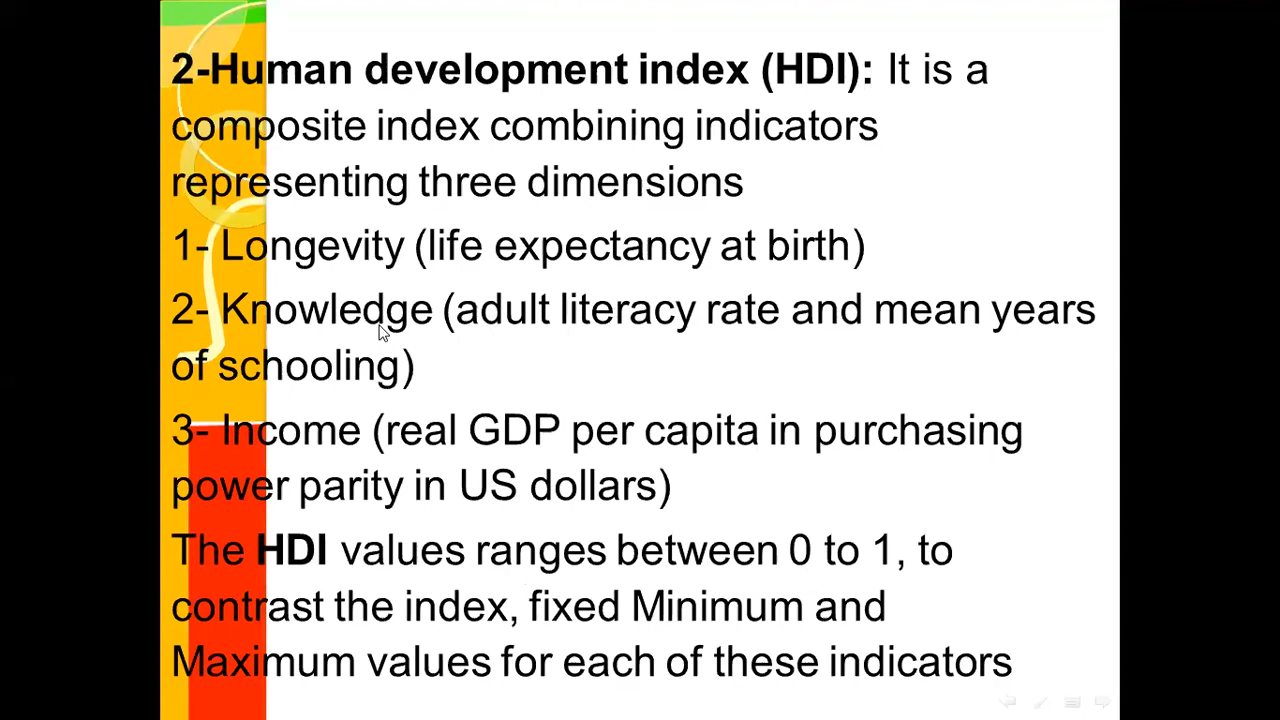 2-Human development index (HDI): It is a
composite index combining indicators
representing three dimensions
1- Longevity (life expectancy at birth)
2- Knowledge (adult literacy rate and mean years
of schooling)
3- Income (real GDP per capita in purchasing
power parity in US dollars)
The HDI values ranges between 0 to 1, to
contrast the index, fixed Minimum and
Maximum values for each of these indicators